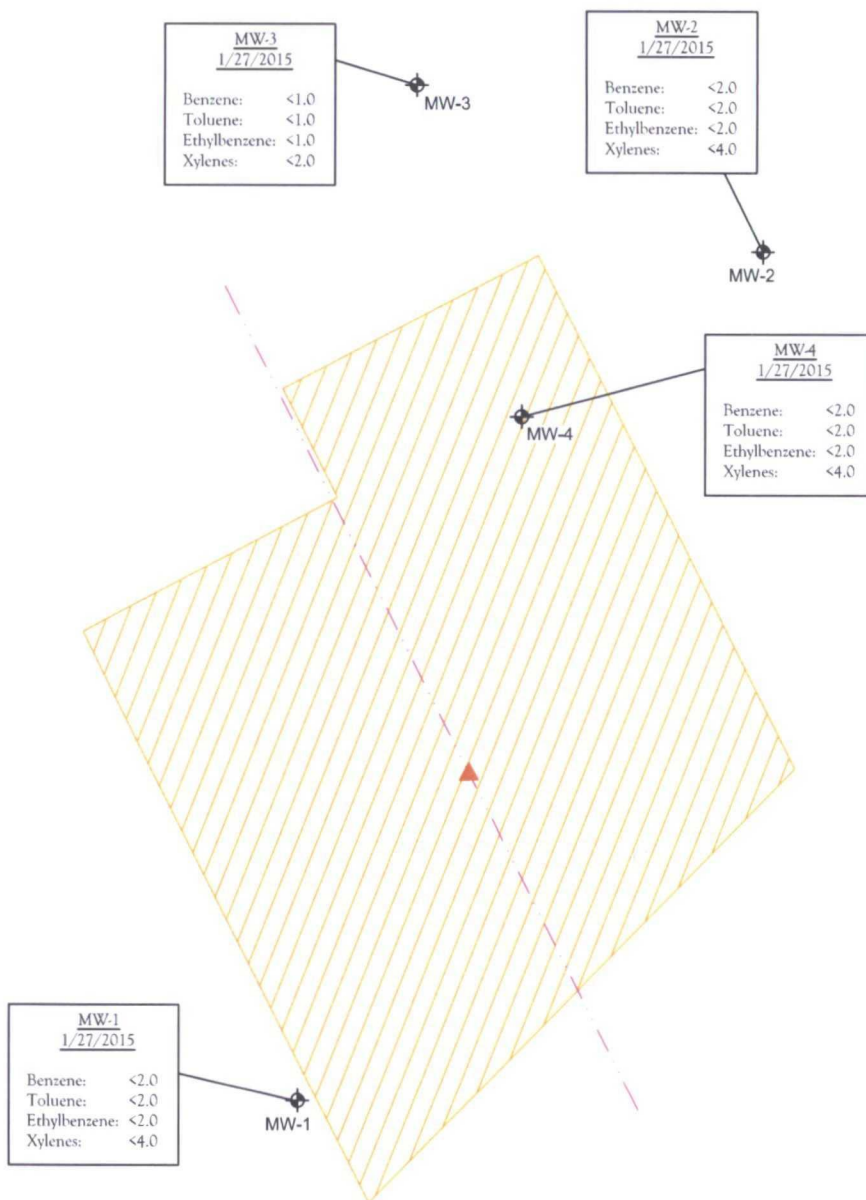 MW-3
1/27/2015
Benzene: <1.0
Toluene: <1.0
Ethylbenzene: <1.0
Xylenes: <2.0
MW-3
MW-2
1/27/2015
Benzene: <2.0
Toluene: <2.0
Ethylbenzene: <2.0
Xylenes: <4.0
MW-2
MW-4
1/27/2015
Benzene: <2.0
Toluene: <2.0
Ethylbenzene: <2.0
Xylenes: <4.0
MW-4
MW-1
1/27/2015
Benzene: <2.0
Toluene: <2.0
Ethylbenzene: <2.0
Xylenes: <4.0
MW-1